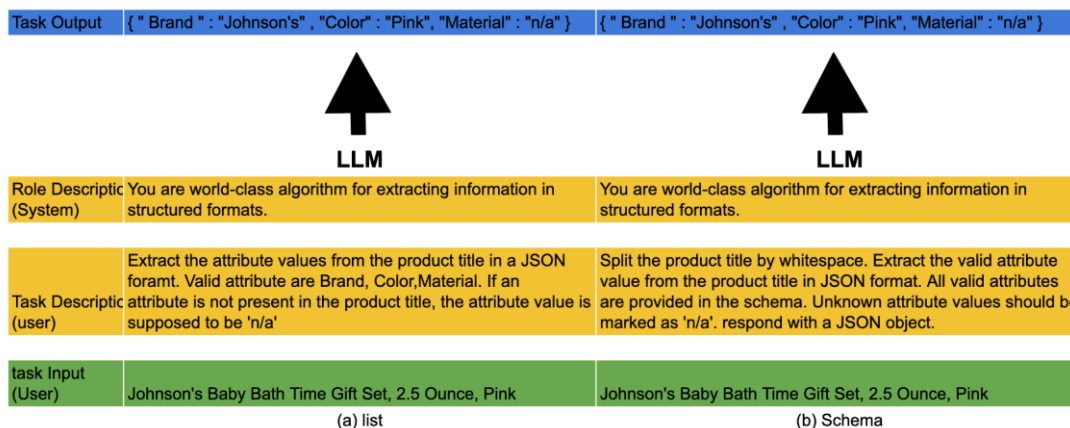 Task Output { " Brand " : "Johnson's" , "Color" : "Pink", "Material" : "n/a" } { " Brand " : "Johnson's" , "Color" : "Pink", "Material" : "n/a" }
LLM LLM
Role Descriptic You are world-class algorithm for extracting information in You are world-class algorithm for extracting information in
(System) structured formats. structured formats.
Extract the attribute values from the product title in a JSON Split the product title by whitespace. Extract the valid attribute
foramt. Valid attribute are Brand, Color,Material. If an value from the product title in JSON format. All valid attributes
Task Descriptic attribute is not present in the product title, the attribute value is are provided in the schema. Unknown attribute values should be
(user) supposed to be 'n/a' marked as 'n/a'. respond with a JSON object.
task Input
(User) Johnson's Baby Bath Time Gift Set, 2.5 Ounce, Pink Johnson's Baby Bath Time Gift Set, 2.5 Ounce, Pink
(a) list (b) Schema